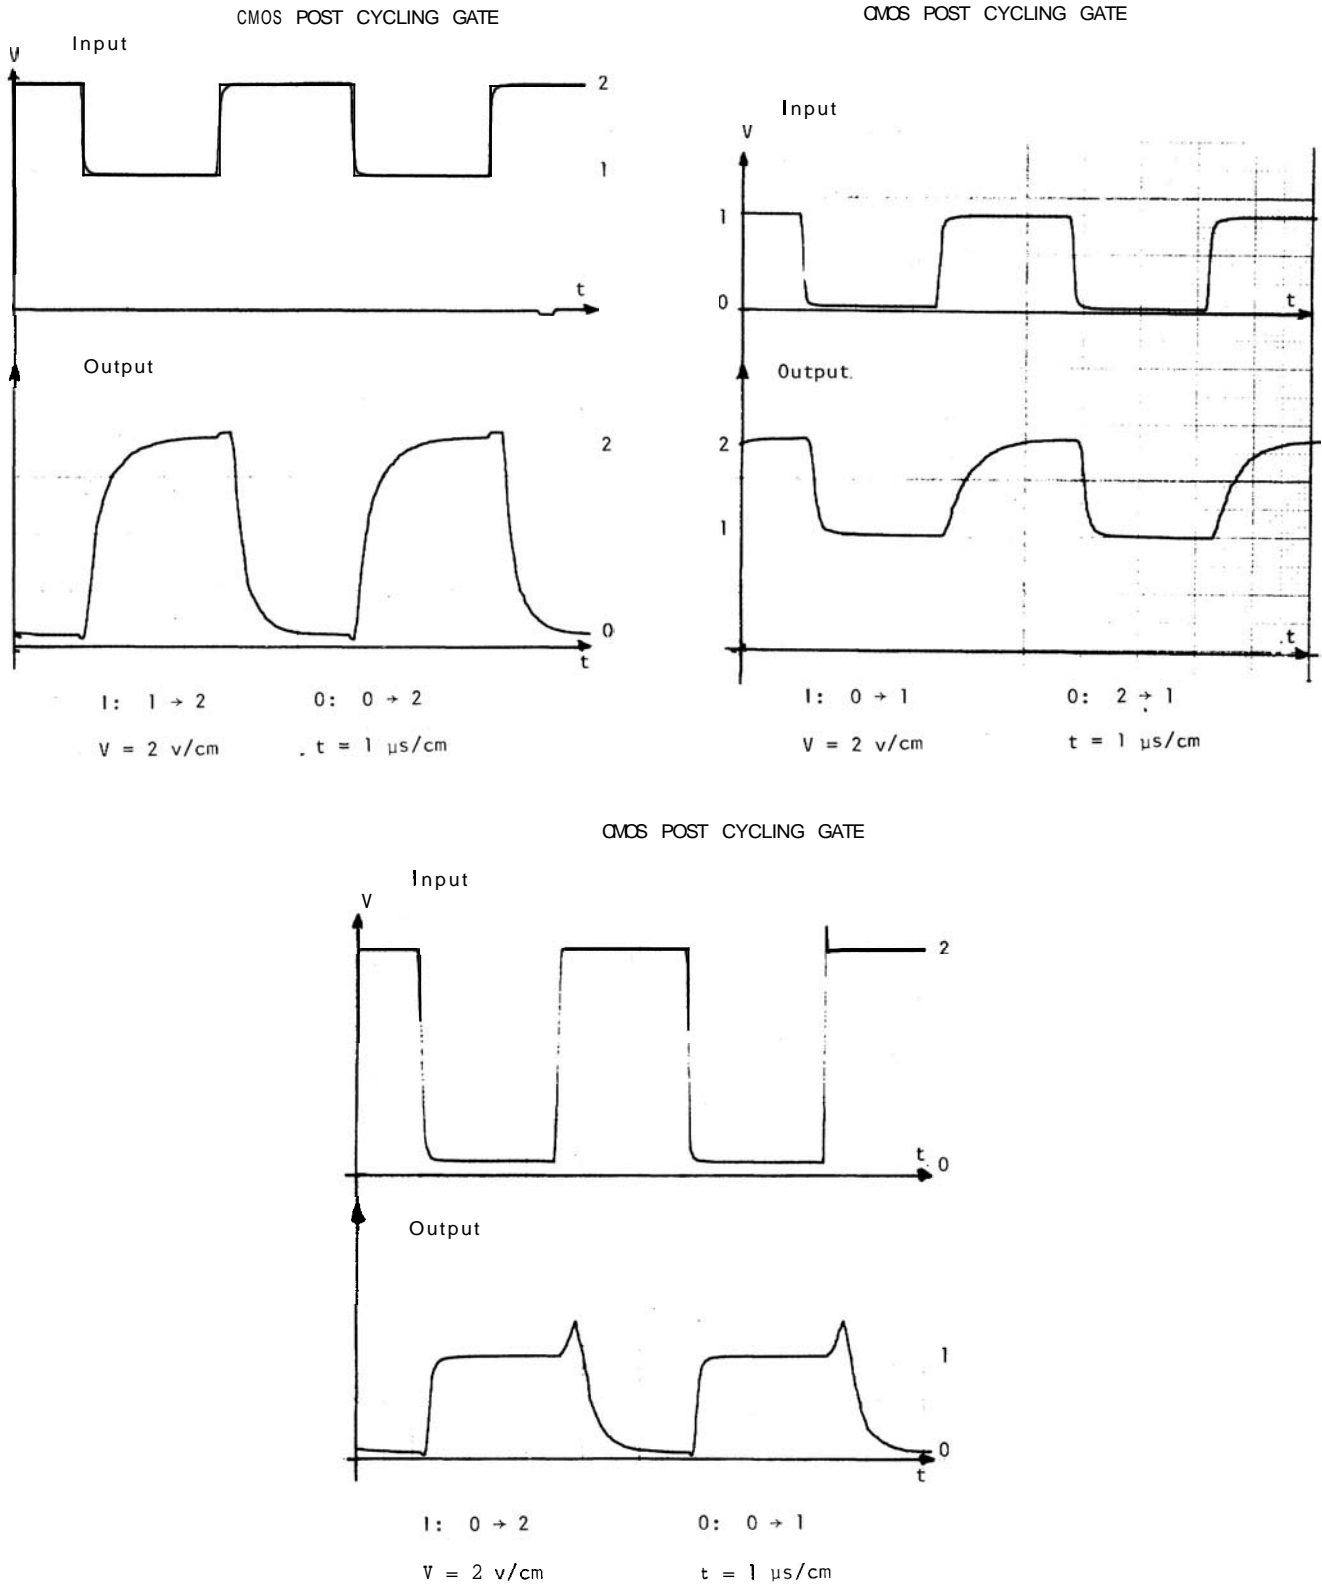 CMOS POST CYCLING GATE
Input
V
2
1
t
Output
2
0
t
I: 1 → 2 O: 0 → 2
V = 2 v/cm t = 1 μs/cm
CMOS POST CYCLING GATE
Input
V
1
0
t
Output
2
1
t
I: 0 → 1 O: 2 → 1
V = 2 v/cm t = 1 μs/cm
CMOS POST CYCLING GATE
Input
V
2
t
0
Output
1
0
t
I: 0 → 2 O: 0 → 1
V = 2 v/cm t = 1 μs/cm